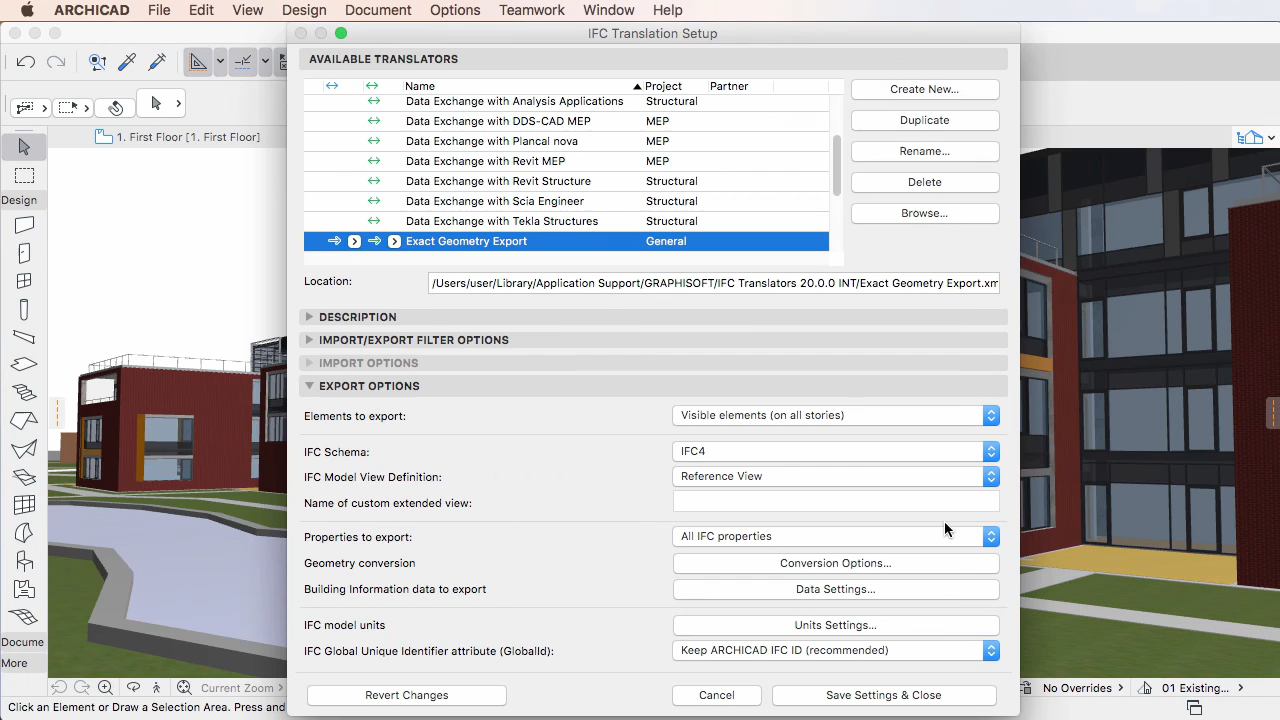 ARCHICAD File Edit View Design Document Options Teamwork Window Help
IFC Translation Setup
AVAILABLE TRANSLATORS
Name Project Partner
Data Exchange with Analysis Applications Structural
Data Exchange with DDS-CAD MEP MEP
Data Exchange with Plancal nova MEP
Data Exchange with Revit MEP MEP
Data Exchange with Revit Structure Structural
Data Exchange with Scia Engineer Structural
Data Exchange with Tekla Structures Structural
Exact Geometry Export General
Create New...
Duplicate
Rename...
Delete
Browse...
1. First Floor [1. First Floor]
Design
Location: /Users/user/Library/Application Support/GRAPHISOFT/IFC Translators 20.0.0 INT/Exact Geometry Export.xm
DESCRIPTION
IMPORT/EXPORT FILTER OPTIONS
IMPORT OPTIONS
EXPORT OPTIONS
Elements to export: Visible elements (on all stories)
IFC Schema: IFC4
IFC Model View Definition: Reference View
Name of custom extended view:
Properties to export: All IFC properties
Geometry conversion Conversion Options...
Building Information data to export Data Settings...
IFC model units Units Settings...
IFC Global Unique Identifier attribute (GlobalId): Keep ARCHICAD IFC ID (recommended)
Revert Changes Cancel Save Settings & Close
Docume
More
Current Zoom
No Overrides
01 Existing...
Click an Element or Draw a Selection Area. Press and